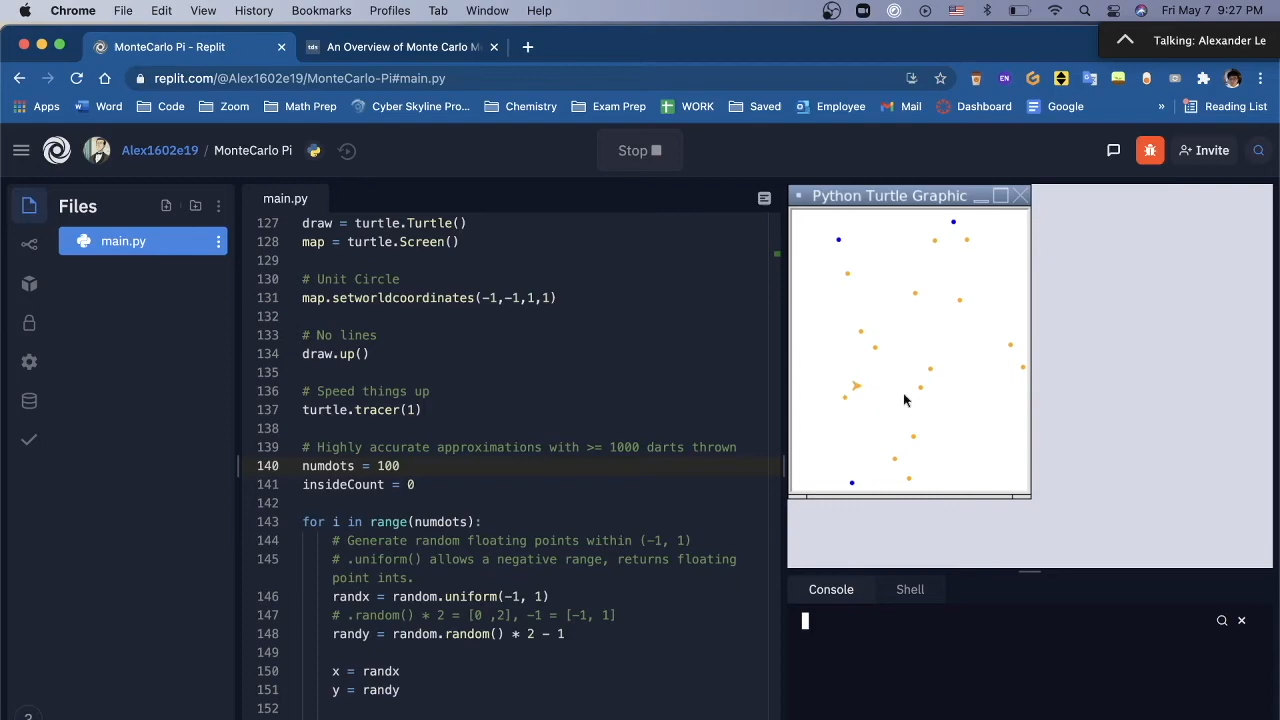 Chrome File Edit View History Bookmarks Profiles Tab Window Help Fri May 7 9:27 PM
MonteCarlo Pi - Replit An Overview of Monte Carlo M Talking: Alexander Le
replit.com/@Alex1602e19/MonteCarlo-Pi#main.py EN
Apps Word Code Zoom Math Prep Cyber Skyline Pro... Chemistry Exam Prep WORK Saved Employee Mail Dashboard Google » Reading List
Alex1602e19 / MonteCarlo Pi Stop Invite
Files main.py Python Turtle Graphic
main.py
127 draw = turtle.Turtle()
128 map = turtle.Screen()
129
130 # Unit Circle
131 map.setworldcoordinates(-1,-1,1,1)
132
133 # No lines
134 draw.up()
135
136 # Speed things up
137 turtle.tracer(1)
138
139 # Highly accurate approximations with >= 1000 darts thrown
140 numdots = 100
141 insideCount = 0
142
143 for i in range(numdots):
144 # Generate random floating points within (-1, 1)
145 # .uniform() allows a negative range, returns floating
point ints.
146 randx = random.uniform(-1, 1)
147 # .random() * 2 = [0 ,2], -1 = [-1, 1]
148 randy = random.random() * 2 - 1
149
150 x = randx
151 y = randy
152
Console Shell